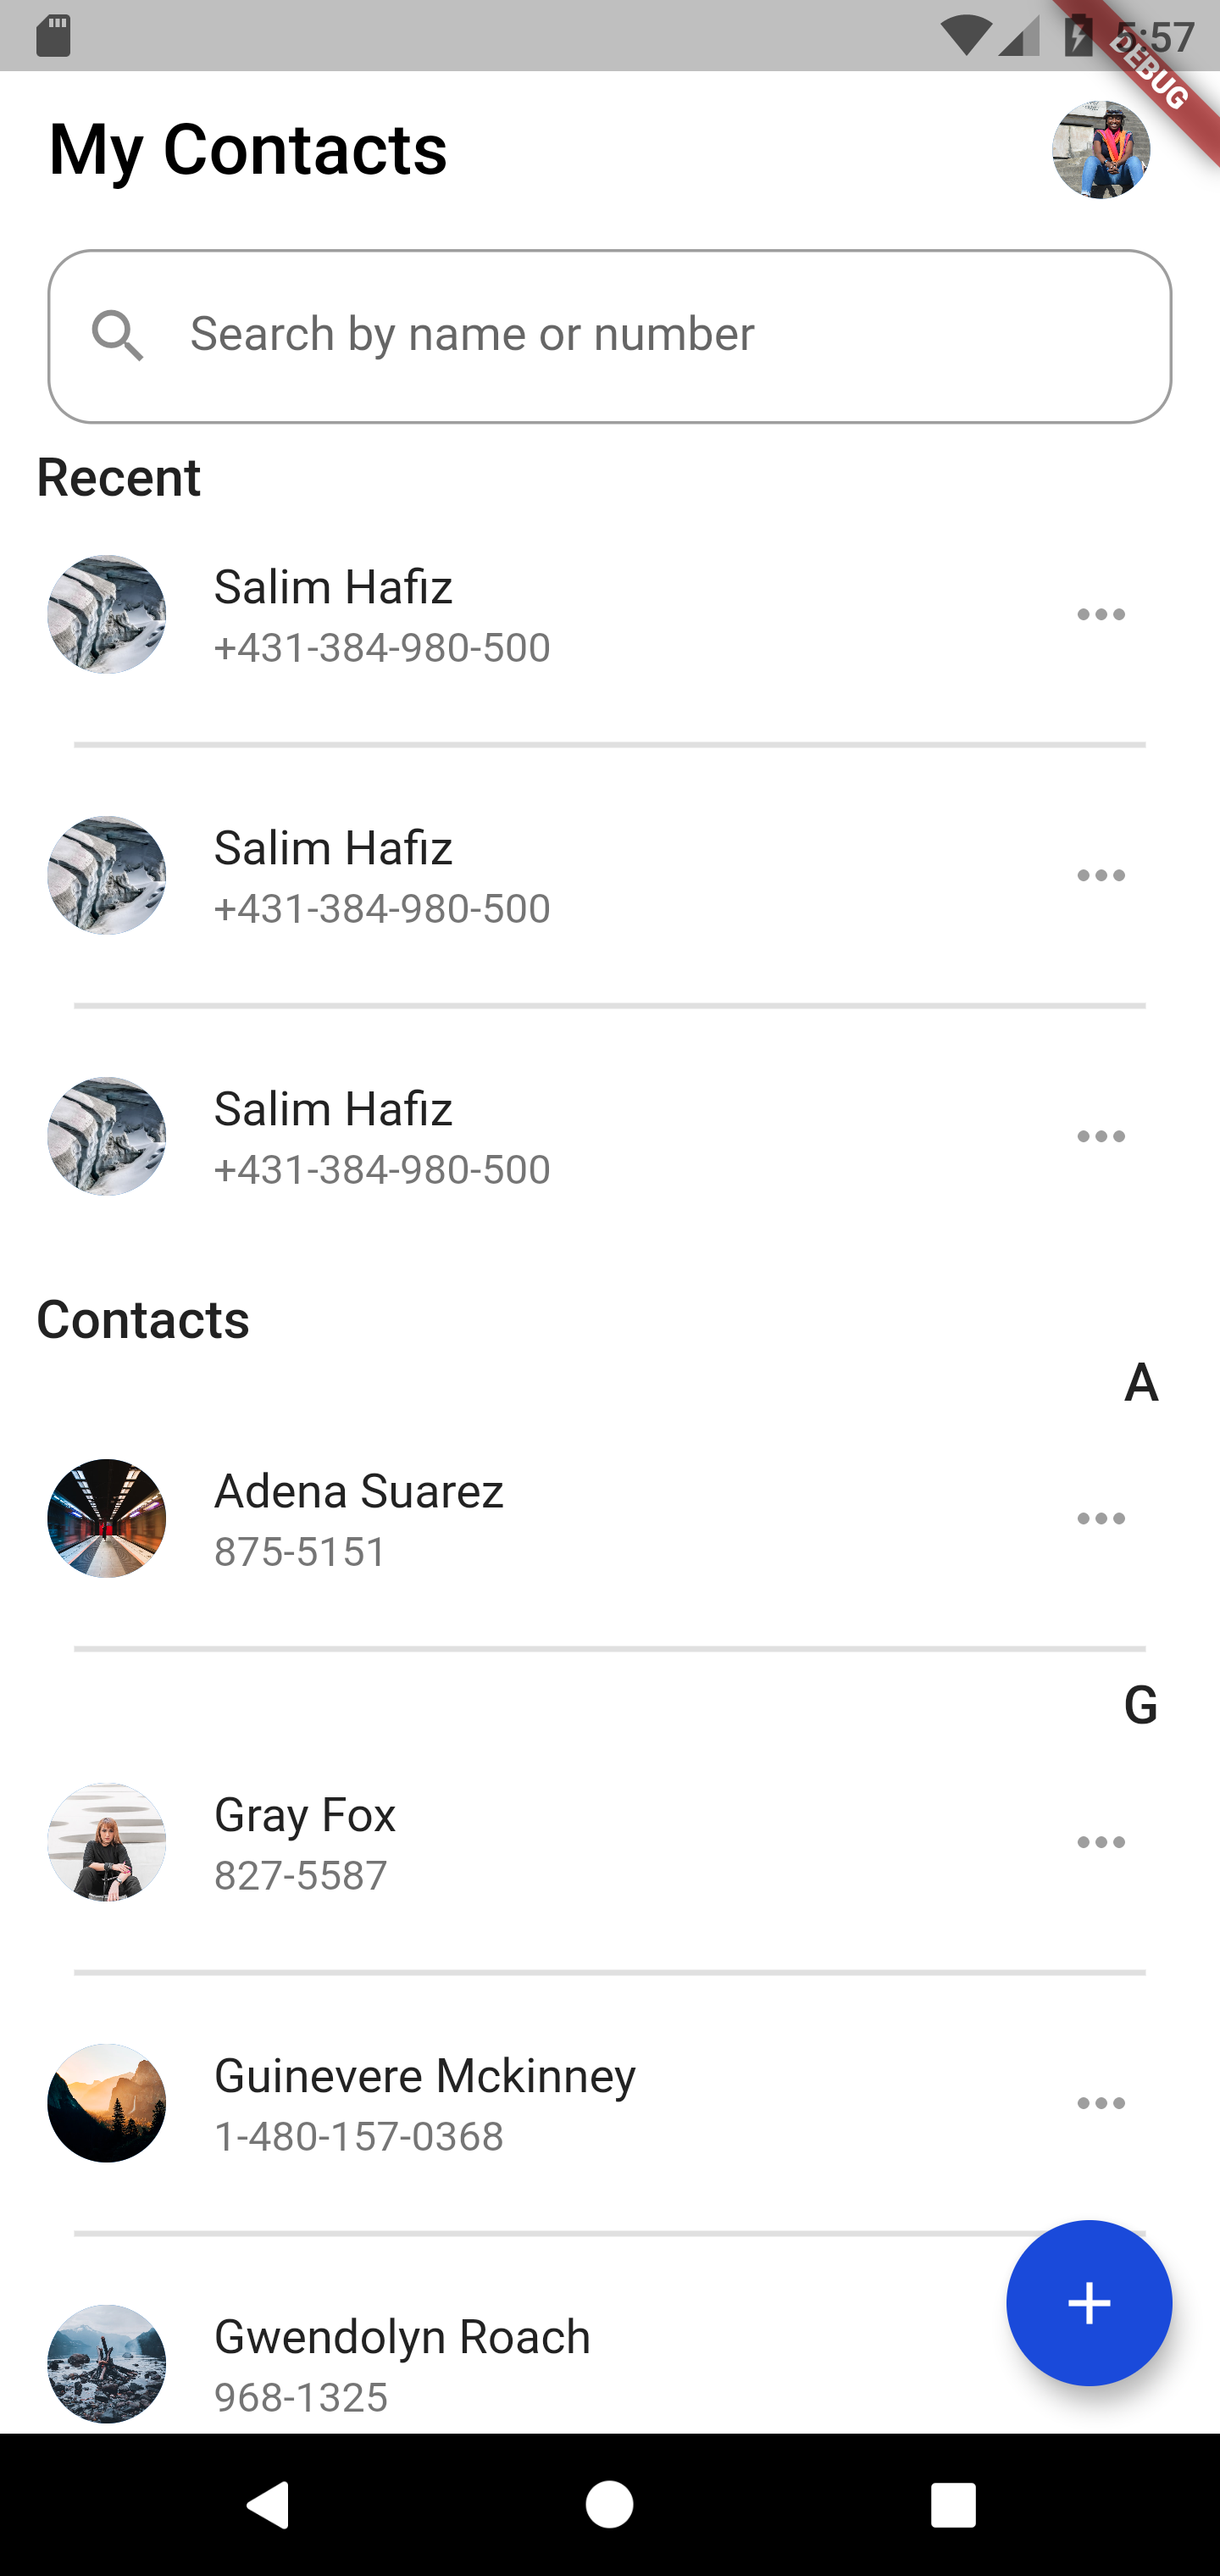 5:57
DEBUG
My Contacts
Search by name or number
Recent
Salim Hafiz
+431-384-980-500
Salim Hafiz
+431-384-980-500
Salim Hafiz
+431-384-980-500
Contacts
A
Adena Suarez
875-5151
G
Gray Fox
827-5587
Guinevere Mckinney
1-480-157-0368
Gwendolyn Roach
968-1325